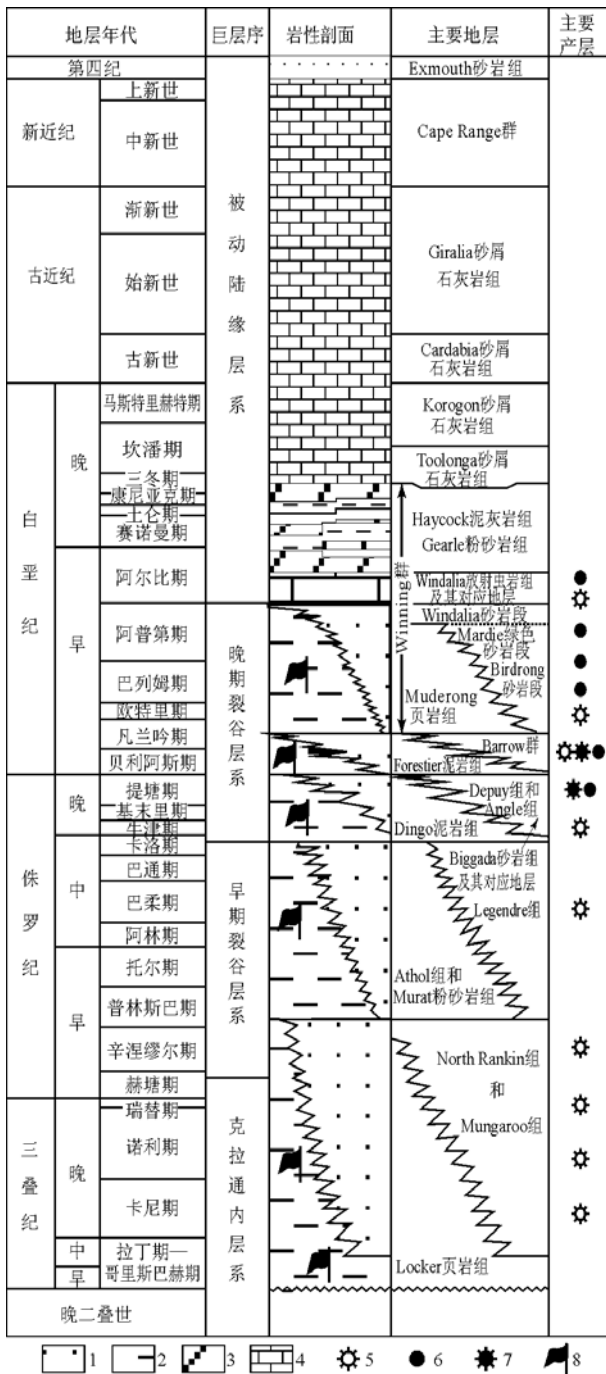 地层年代
巨层序
岩性剖面
主要地层
主要
产层
第四纪
Exmouth砂岩组
上新世
新近纪
中新世
Cape Range群
渐新世
古近纪
始新世
Giralia砂屑
石灰岩组
古新世
Cardabia砂屑
石灰岩组
被动陆缘层系
白垩纪
晚
马斯特里赫特期
Korogon砂屑
石灰岩组
坎潘期
Toolonga砂屑
石灰岩组
三冬期
康尼亚克期
土仑期
赛诺曼期
Haycock泥灰岩组
Gearle粉砂岩组
Winning群
早
阿尔比期
Windalia放射虫岩组
及其对应地层
阿普第期
Windalia砂岩段
Mardie绿色
砂岩段
巴列姆期
Birdrong
砂岩段
欧特里期
Muderong
页岩组
凡兰吟期
Barrow群
贝利阿斯期
Forestier泥岩组
晚期裂谷层系
侏罗纪
晚
提塘期
Depuy组和
基末里期
Angle组
牛津期
Dingo泥岩组
中
卡洛期
Biggada砂岩组
巴通期
及其对应地层
巴柔期
Legendre组
阿林期
早
托尔期
Athol组和
普林斯巴期
Murat粉砂岩组
早期裂谷层系
辛涅缪尔期
North Rankin组
赫塘期
和
三叠纪
晚
瑞替期
Mungaroo组
诺利期
卡尼期
克拉通内层系
中
拉丁期—
早
哥里斯巴赫期
Locker页岩组
晚二叠世
1 2 3 4 5 6 7 8